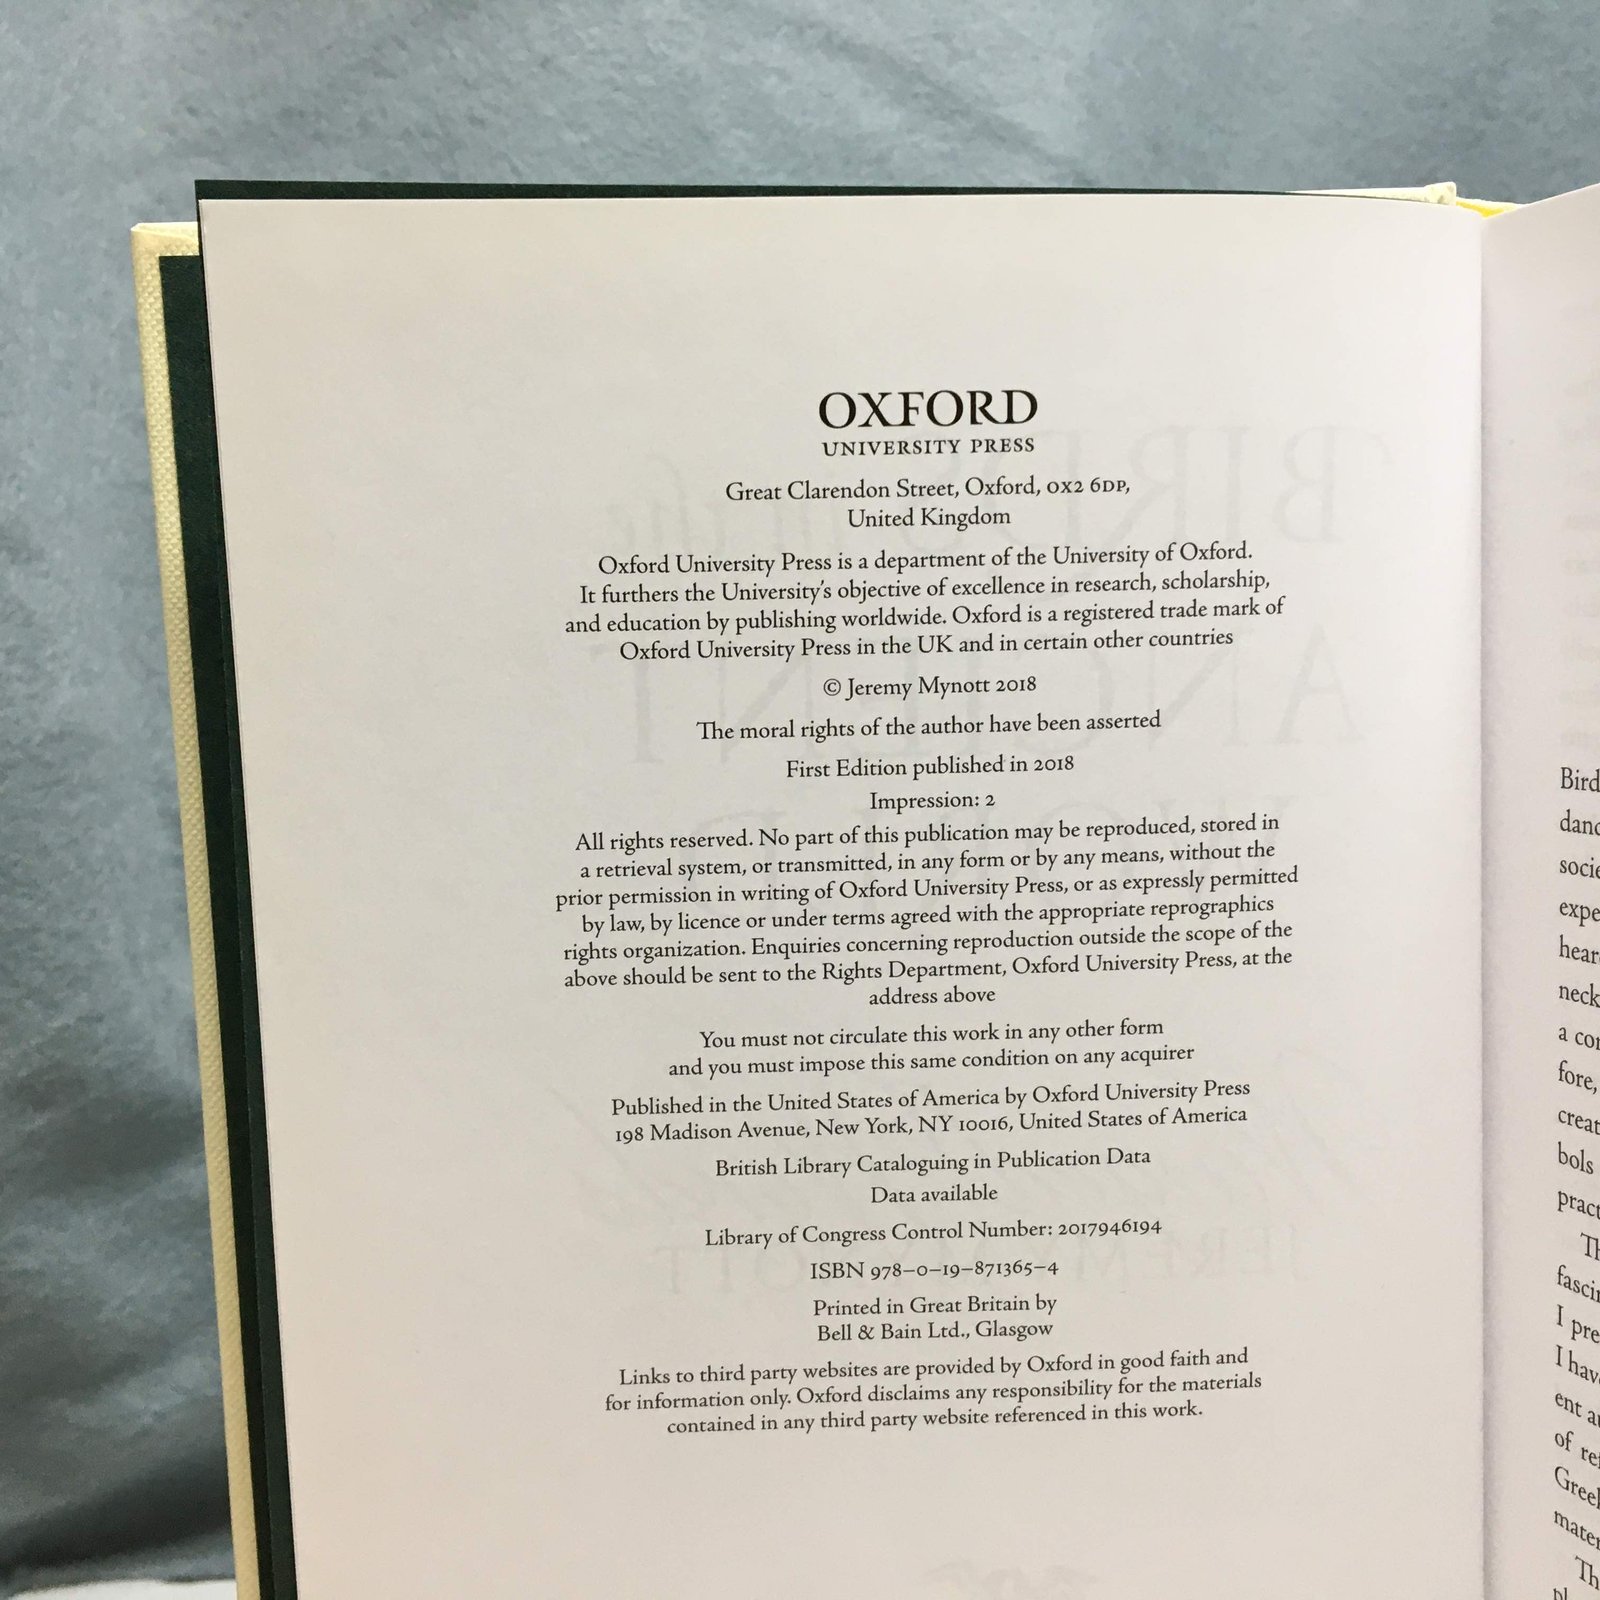 OXFORD
UNIVERSITY PRESS
Great Clarendon Street, Oxford, OX2 6DP,
United Kingdom
Oxford University Press is a department of the University of Oxford.
It furthers the University's objective of excellence in research, scholarship,
and education by publishing worldwide. Oxford is a registered trade mark of
Oxford University Press in the UK and in certain other countries
© Jeremy Mynott 2018
The moral rights of the author have been asserted
First Edition published in 2018
Impression: 2
All rights reserved. No part of this publication may be reproduced, stored in
a retrieval system, or transmitted, in any form or by any means, without the
prior permission in writing of Oxford University Press, or as expressly permitted
by law, by licence or under terms agreed with the appropriate reprographics
rights organization. Enquiries concerning reproduction outside the scope of the
above should be sent to the Rights Department, Oxford University Press, at the
address above
You must not circulate this work in any other form
and you must impose this same condition on any acquirer
Published in the United States of America by Oxford University Press
198 Madison Avenue, New York, NY 10016, United States of America
British Library Cataloguing in Publication Data
Data available
Library of Congress Control Number: 2017946194
ISBN 978–0–19–871365–4
Printed in Great Britain by
Bell & Bain Ltd., Glasgow
Links to third party websites are provided by Oxford in good faith and
for information only. Oxford disclaims any responsibility for the materials
contained in any third party website referenced in this work.
Bird
a
fore,
bols
I pre
of